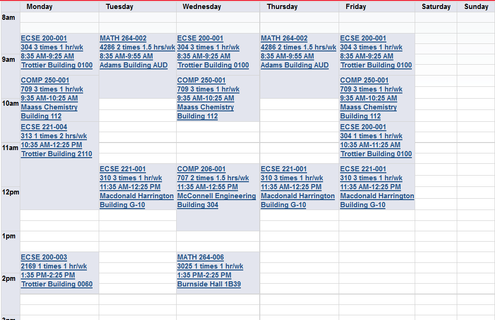 Monday Tuesday Wednesday Thursday Friday Saturday Sunday
8am
ECSE 200-001
304 3 times 1 hr/wk
8:35 AM-9:25 AM
Trottier Building 0100
MATH 264-002
4286 2 times 1.5 hrs/wk
8:35 AM-9:55 AM
Adams Building AUD
ECSE 200-001
304 3 times 1 hr/wk
8:35 AM-9:25 AM
Trottier Building 0100
MATH 264-002
4286 2 times 1.5 hrs/wk
8:35 AM-9:55 AM
Adams Building AUD
ECSE 200-001
304 3 times 1 hr/wk
8:35 AM-9:25 AM
Trottier Building 0100
9am
COMP 250-001
709 3 times 1 hr/wk
9:35 AM-10:25 AM
Maass Chemistry
Building 112
COMP 250-001
709 3 times 1 hr/wk
9:35 AM-10:25 AM
Maass Chemistry
Building 112
COMP 250-001
709 3 times 1 hr/wk
9:35 AM-10:25 AM
Maass Chemistry
Building 112
10am
ECSE 221-004
313 1 times 2 hrs/wk
10:35 AM-12:25 PM
Trottier Building 2110
ECSE 200-001
304 1 times 1 hr/wk
10:35 AM-11:25 AM
Trottier Building 0100
11am
ECSE 221-001
310 3 times 1 hr/wk
11:35 AM-12:25 PM
Macdonald Harrington
Building G-10
COMP 206-001
707 2 times 1.5 hrs/wk
11:35 AM-12:55 PM
McConnell Engineering
Building 304
ECSE 221-001
310 3 times 1 hr/wk
11:35 AM-12:25 PM
Macdonald Harrington
Building G-10
ECSE 221-001
310 3 times 1 hr/wk
11:35 AM-12:25 PM
Macdonald Harrington
Building G-10
12pm
1pm
ECSE 200-003
2169 1 times 1 hr/wk
1:35 PM-2:25 PM
Trottier Building 0060
MATH 264-006
3025 1 times 1 hr/wk
1:35 PM-2:25 PM
Burnside Hall 1B39
2pm